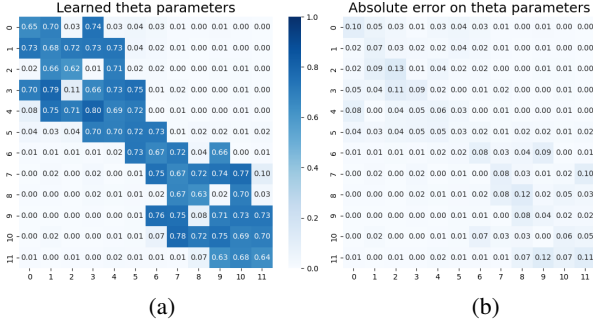 Learned theta parameters
0 0.65 0.70 0.03 0.74 0.03 0.04 0.01 0.00 0.00 0.00 0.01 0.00
1 0.73 0.68 0.72 0.73 0.73 0.04 0.02 0.01 0.00 0.01 0.00 0.00
2 0.02 0.66 0.62 0.01 0.71 0.02 0.01 0.00 0.00 0.01 0.00 0.00
3 0.70 0.79 0.11 0.66 0.73 0.75 0.02 0.00 0.01 0.00 0.00 0.01
4 0.08 0.75 0.71 0.80 0.69 0.72 0.01 0.00 0.01 0.00 0.00 0.01
5 0.04 0.03 0.04 0.70 0.70 0.72 0.73 0.01 0.02 0.02 0.01 0.02
6 0.01 0.01 0.01 0.02 0.02 0.73 0.67 0.72 0.04 0.66 0.01 0.01
7 0.00 0.00 0.01 0.00 0.00 0.01 0.75 0.67 0.72 0.74 0.77 0.10
8 0.00 0.00 0.00 0.00 0.00 0.01 0.02 0.67 0.63 0.02 0.70 0.03
9 0.01 0.00 0.00 0.00 0.00 0.01 0.76 0.75 0.08 0.71 0.73 0.73
10 0.01 0.00 0.00 0.00 0.00 0.02 0.07 0.78 0.72 0.75 0.69 0.70
11 0.01 0.00 0.00 0.00 0.00 0.01 0.01 0.01 0.07 0.63 0.68 0.64
0 1 2 3 4 5 6 7 8 9 10 11
1.0
0.8
0.6
0.4
0.2
0.0
(a)
Absolute error on theta parameters
0 0.10 0.05 0.03 0.01 0.03 0.04 0.01 0.00 0.00 0.00 0.01 0.00
1 0.02 0.07 0.03 0.02 0.02 0.04 0.02 0.01 0.00 0.01 0.00 0.00
2 0.02 0.09 0.13 0.01 0.04 0.02 0.01 0.00 0.00 0.01 0.00 0.00
3 0.05 0.04 0.11 0.09 0.02 0.00 0.02 0.00 0.01 0.00 0.00 0.01
4 0.08 0.00 0.04 0.05 0.06 0.03 0.01 0.00 0.01 0.00 0.00 0.01
5 0.04 0.03 0.04 0.05 0.05 0.03 0.02 0.01 0.02 0.02 0.01 0.02
6 0.01 0.01 0.01 0.02 0.02 0.02 0.08 0.03 0.04 0.09 0.01 0.01
7 0.00 0.00 0.01 0.00 0.00 0.01 0.00 0.08 0.03 0.01 0.02 0.10
8 0.00 0.00 0.00 0.00 0.00 0.01 0.02 0.08 0.12 0.02 0.05 0.03
9 0.01 0.00 0.00 0.00 0.00 0.01 0.01 0.00 0.08 0.04 0.02 0.02
10 0.01 0.00 0.00 0.00 0.00 0.02 0.07 0.03 0.03 0.00 0.06 0.05
11 0.01 0.00 0.00 0.00 0.00 0.01 0.01 0.01 0.07 0.12 0.07 0.11
0 1 2 3 4 5 6 7 8 9 10 11
(b)